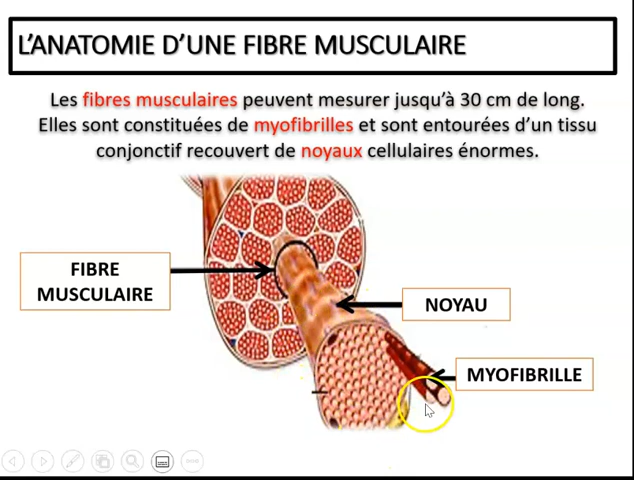 L'ANATOMIE D'UNE FIBRE MUSCULAIRE
Les fibres musculaires peuvent mesurer jusqu'à 30 cm de long.
Elles sont constituées de myofibrilles et sont entourées d'un tissu
conjonctif recouvert de noyaux cellulaires énormes.
FIBRE
MUSCULAIRE
NOYAU
MYOFIBRILLE